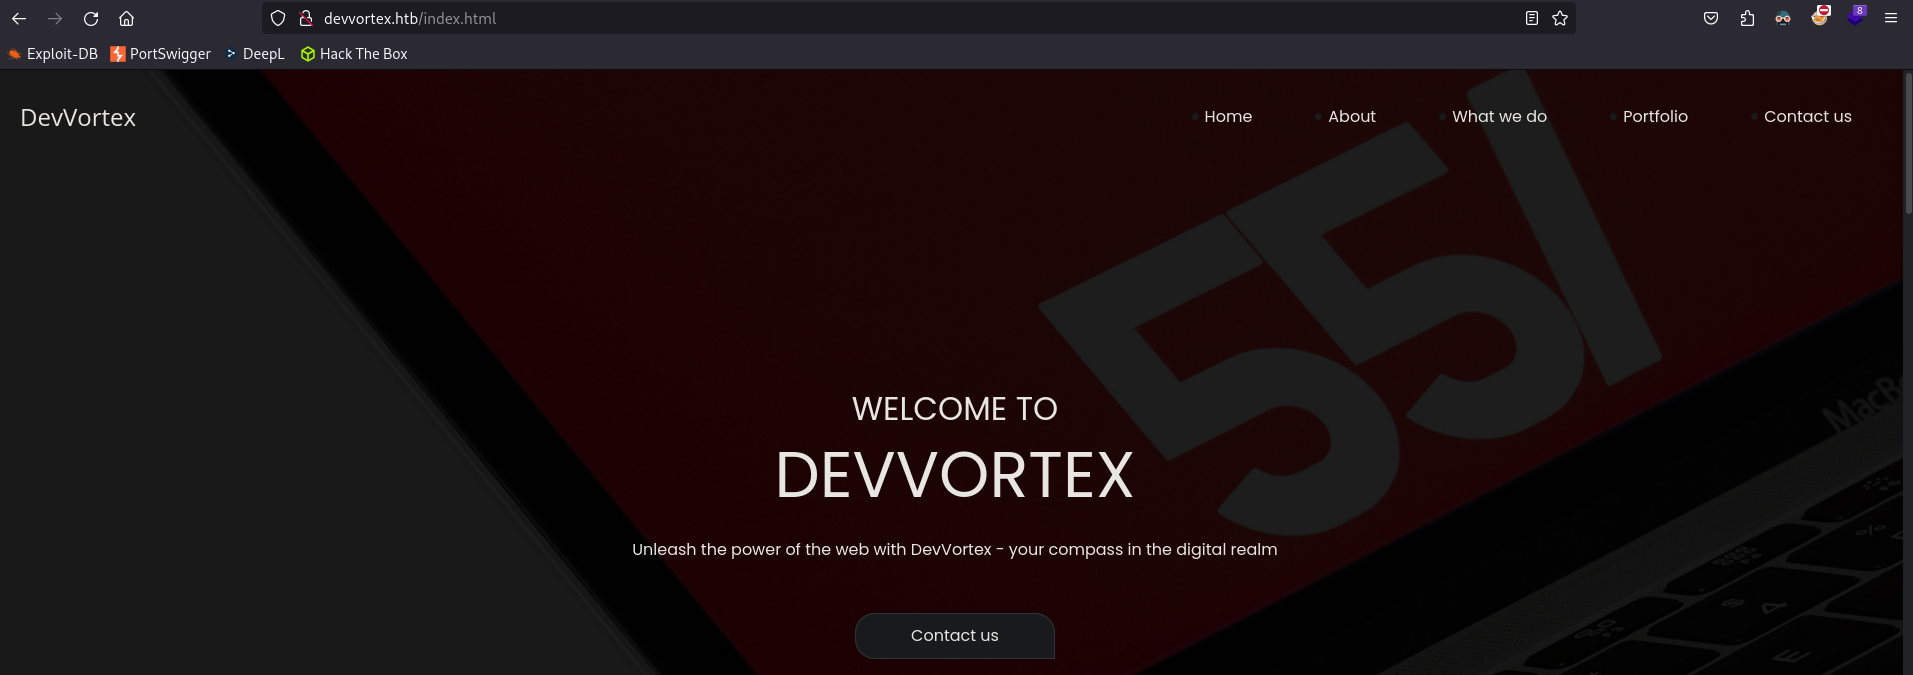 devvortex.htb/index.html
8
Exploit-DB PortSwigger DeepL Hack The Box
DevVortex
Home About What we do Portfolio Contact us
55/
WELCOME TO
DEVVORTEX
Unleash the power of the web with DevVortex - your compass in the digital realm
Contact us